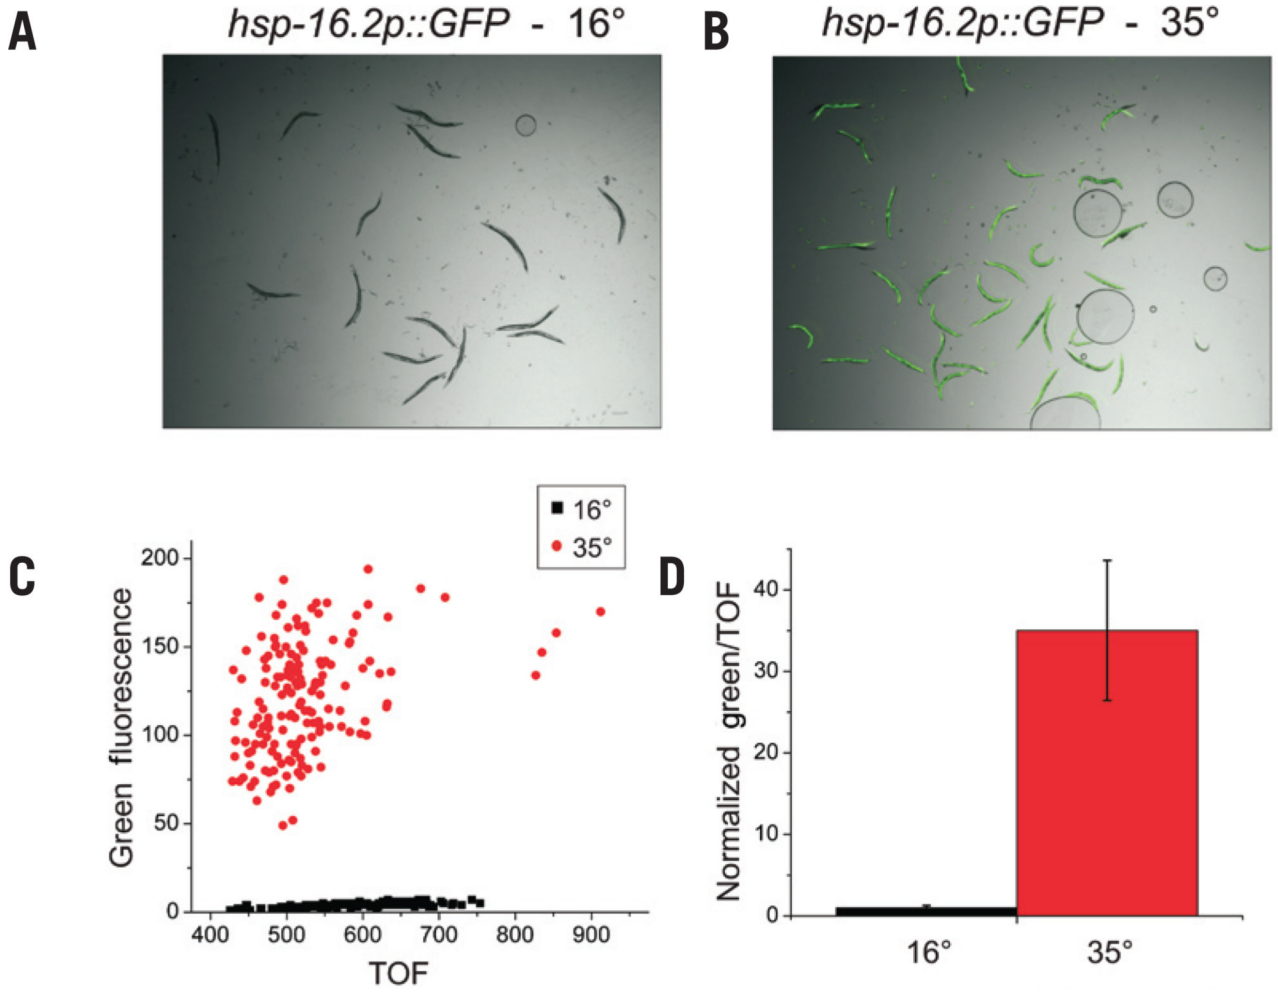 A
hsp-16.2p::GFP - 16°
B
hsp-16.2p::GFP - 35°
C
16°
35°
Green fluorescence
200
150
100
50
0
400 500 600 700 800 900
TOF
D
Normalized green/TOF
40
30
20
10
0
16° 35°